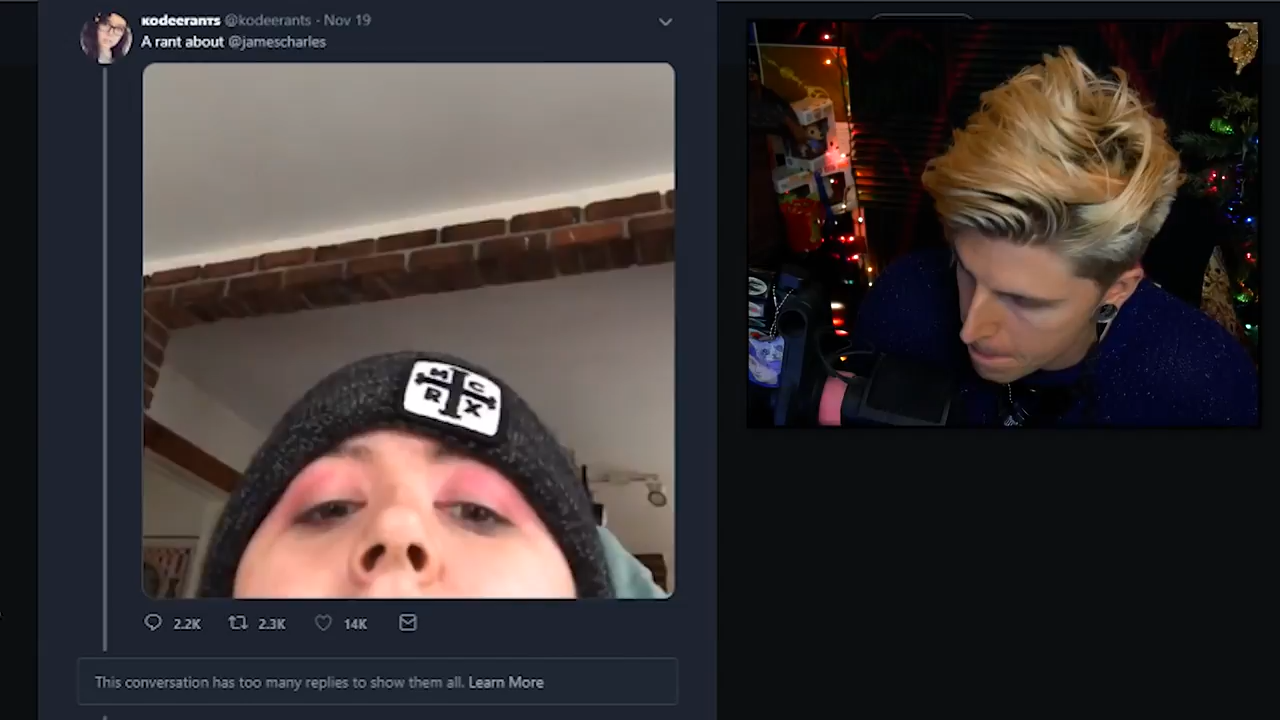 ĸodeeranтѕ @kodeerants · Nov 19
A rant about @jamescharles
M C
R X
2.2K 2.3K 14K
This conversation has too many replies to show them all. Learn More